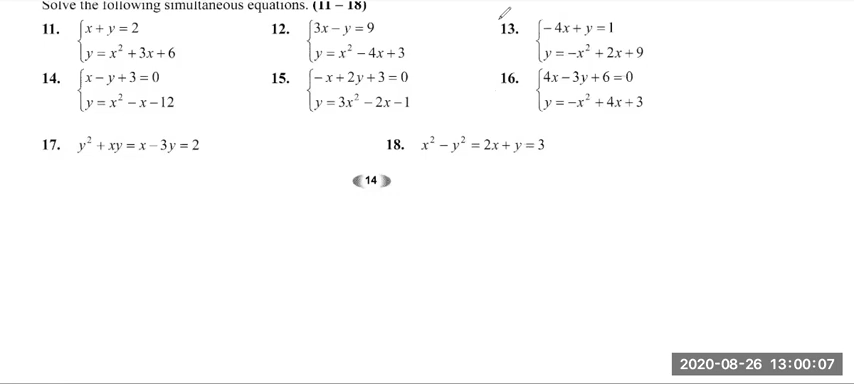 Solve the following simultaneous equations. (11 – 18)
11. { x + y = 2
y = x² + 3x + 6
12. { 3x − y = 9
y = x² − 4x + 3
13. { − 4x + y = 1
y = −x² + 2x + 9
14. { x − y + 3 = 0
y = x² − x − 12
15. { −x + 2y + 3 = 0
y = 3x² − 2x − 1
16. { 4x − 3y + 6 = 0
y = −x² + 4x + 3
17. y² + xy = x − 3y = 2
18. x² − y² = 2x + y = 3
14
2020-08-26 13:00:07